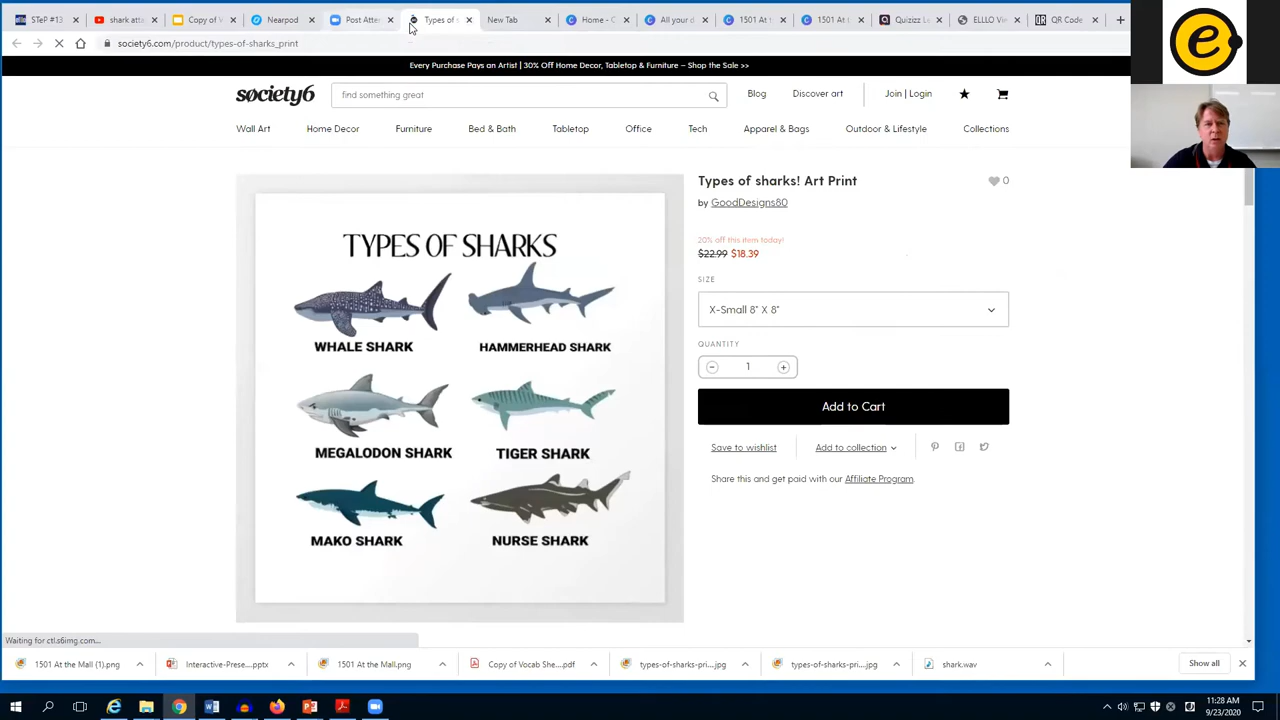 STeP #13
shark atta
Copy of V
Nearpod
Post Atte
Types of s
New Tab
Home - C
All your d
1501 At t
1501 At t
Quizizz Le
ELLLO Vi
QR Code
society6.com/product/types-of-sharks_print
Every Purchase Pays an Artist | 30% Off Home Decor, Tabletop & Furniture – Shop the Sale >>
society6
find something great
Blog
Discover art
Join | Login
Wall Art
Home Decor
Furniture
Bed & Bath
Tabletop
Office
Tech
Apparel & Bags
Outdoor & Lifestyle
Collections
TYPES OF SHARKS
WHALE SHARK
HAMMERHEAD SHARK
MEGALODON SHARK
TIGER SHARK
MAKO SHARK
NURSE SHARK
Types of sharks! Art Print
0
by GoodDesigns80
20% off this item today!
$22.99 $18.39
SIZE
X-Small 8" X 8"
QUANTITY
1
Add to Cart
Save to wishlist
Add to collection
Share this and get paid with our Affiliate Program.
Waiting for ctl.s6img.com...
1501 At the Mall (1).png
Interactive-Prese....pptx
1501 At the Mall.png
Copy of Vocab She....pdf
types-of-sharks-pri....jpg
types-of-sharks-pri....jpg
shark.wav
Show all
11:28 AM
9/23/2020